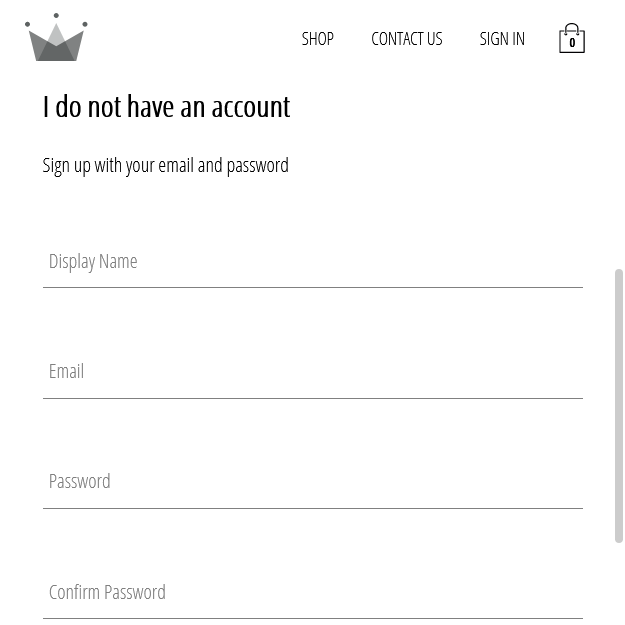 SHOP CONTACT US SIGN IN 0
I do not have an account
Sign up with your email and password
Display Name
Email
Password
Confirm Password